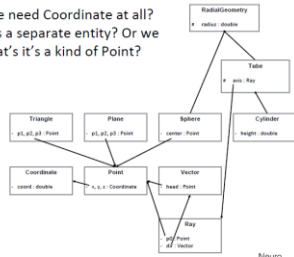 e need Coordinate at all?
s a separate entity? Or we
at's it's a kind of Point?
RadialGeometry
# radius : double
Tube
# axis : Ray
Triangle
- p1, p2, p3 : Point
Plane
- p1, p2, p3 : Point
Sphere
- center : Point
Cylinder
- height : double
Coordinate
- coord : double
Point
- x, y, z : Coordinate
Vector
- head : Point
Ray
- p0 : Point
- dir : Vector